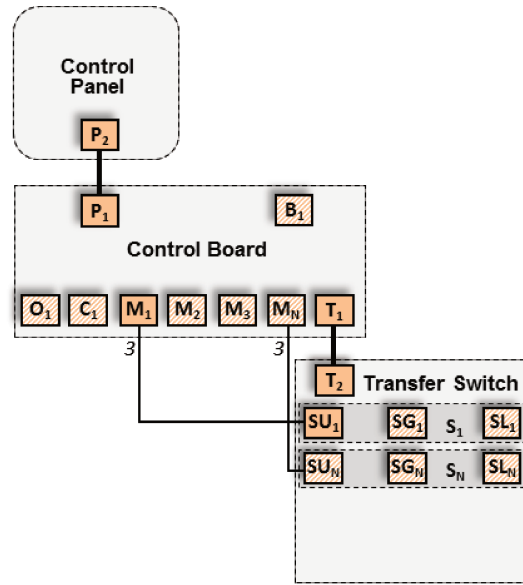 Control
Panel
P2
P1
B1
Control Board
O1 C1 M1 M2 M3 MN T1
3 3
T2 Transfer Switch
SU1 SG1 S1 SL1
SUN SGN SN SLN